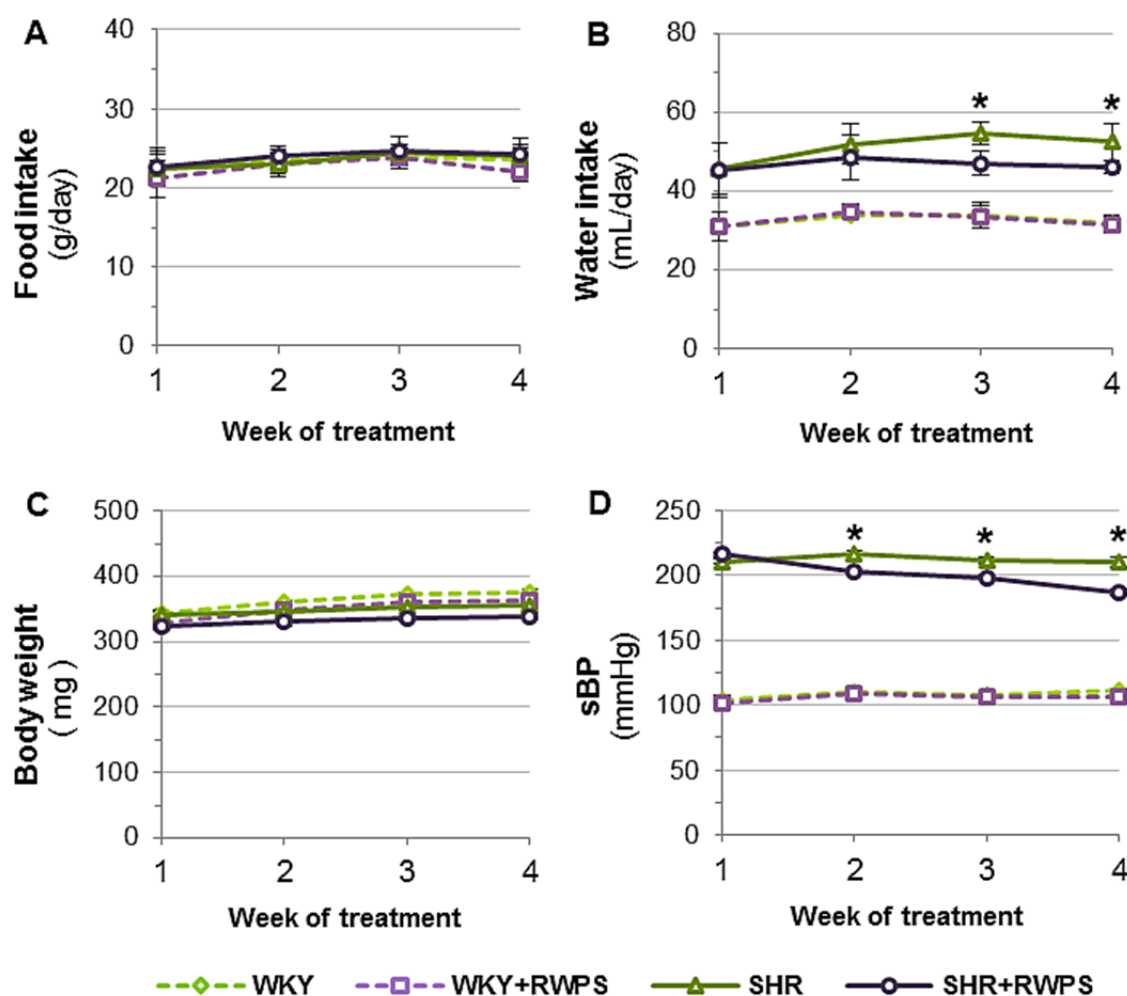 A
Food intake
(g/day)
40
30
20
10
0
1 2 3 4
Week of treatment
B
Water intake
(mL/day)
80
60
40
20
0
* *
1 2 3 4
Week of treatment
C
Body weight
( mg )
500
400
300
200
100
0
1 2 3 4
Week of treatment
D
sBP
(mmHg)
250
200
150
100
50
0
* * *
1 2 3 4
Week of treatment
WKY WKY+RWPS SHR SHR+RWPS